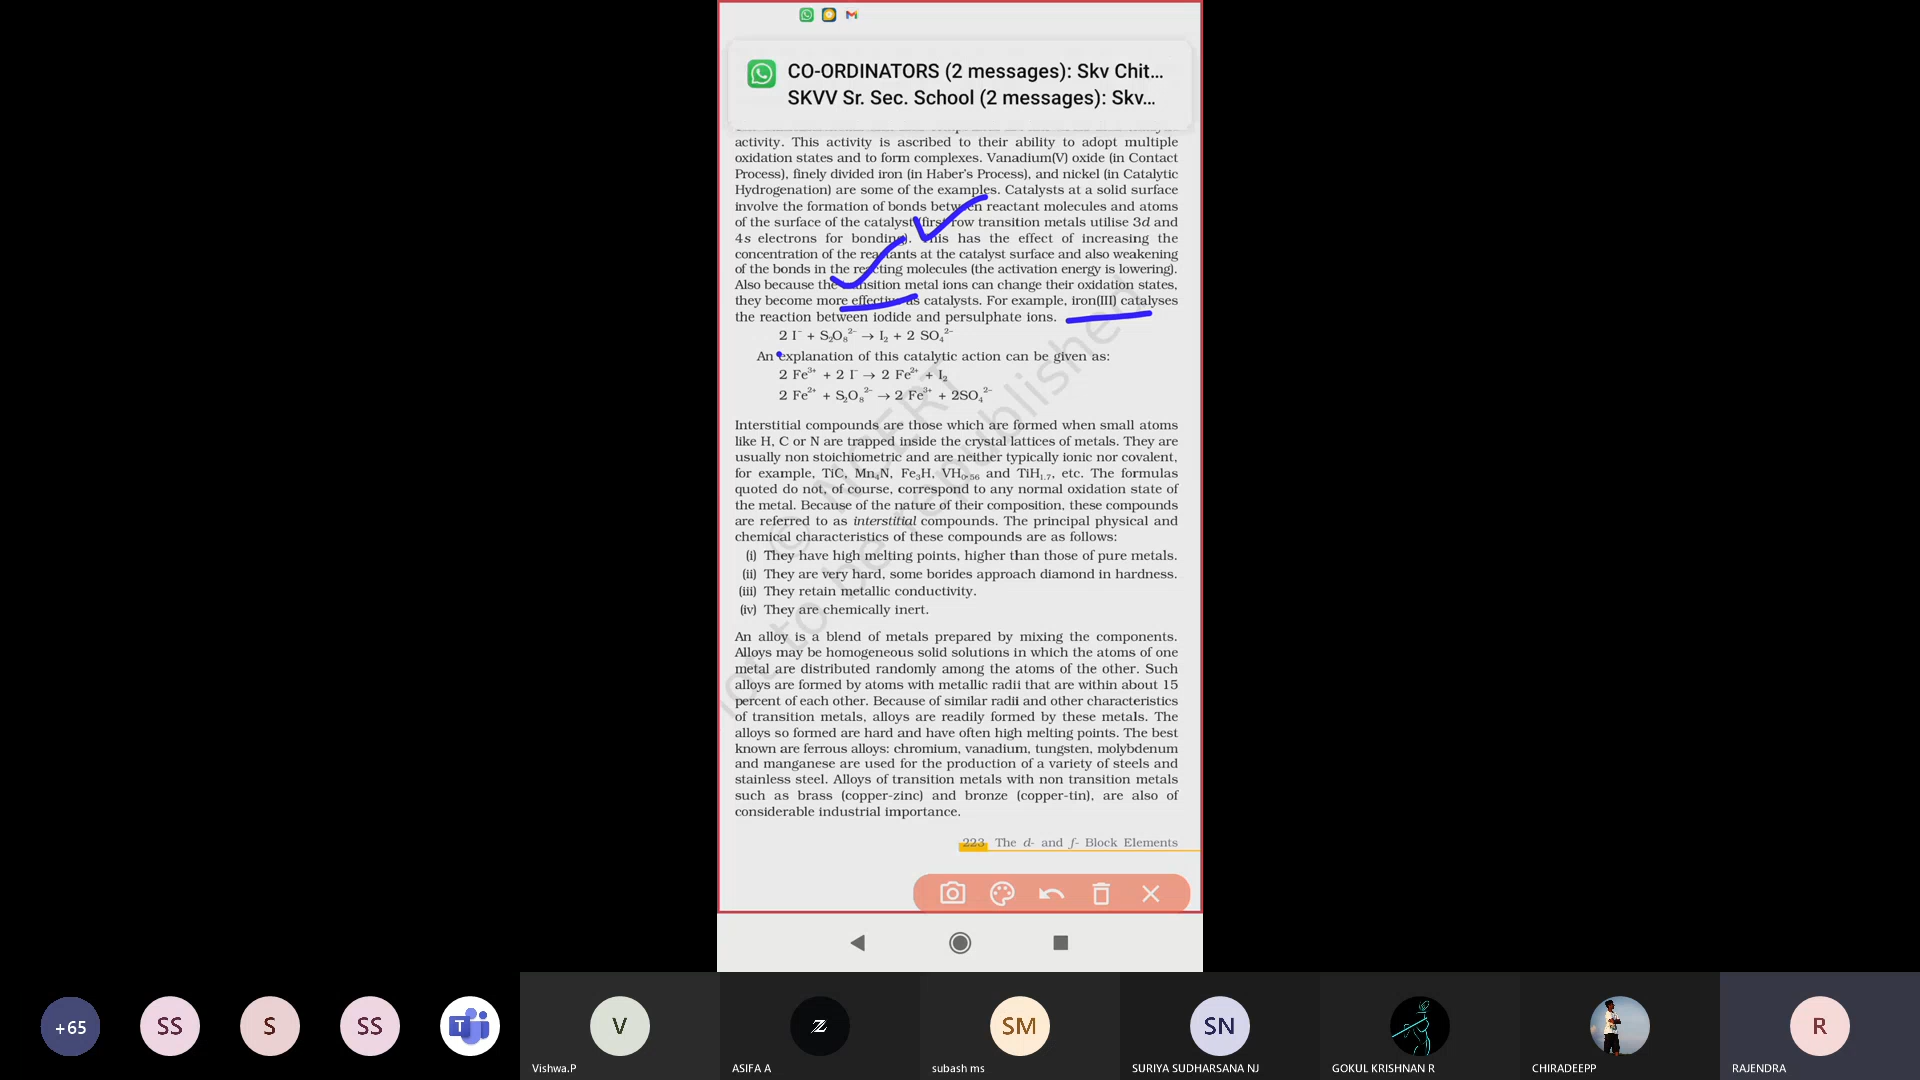 CO-ORDINATORS (2 messages): Skv Chit...
SKVV Sr. Sec. School (2 messages): Skv...
activity. This activity is ascribed to their ability to adopt multiple
oxidation states and to form complexes. Vanadium(V) oxide (in Contact
Process), finely divided iron (in Haber's Process), and nickel (in Catalytic
Hydrogenation) are some of the examples. Catalysts at a solid surface
involve the formation of bonds between reactant molecules and atoms
of the surface of the catalyst (first row transition metals utilise 3d and
4s electrons for bonding). This has the effect of increasing the
concentration of the reactants at the catalyst surface and also weakening
of the bonds in the reacting molecules (the activation energy is lowering).
Also because the transition metal ions can change their oxidation states,
they become more effective as catalysts. For example, iron(III) catalyses
the reaction between iodide and persulphate ions.
2 I⁻ + S₂O₈²⁻ → I₂ + 2 SO₄²⁻
An explanation of this catalytic action can be given as:
2 Fe³⁺ + 2 I⁻ → 2 Fe²⁺ + I₂
2 Fe²⁺ + S₂O₈²⁻ → 2 Fe³⁺ + 2SO₄²⁻
Interstitial compounds are those which are formed when small atoms
like H, C or N are trapped inside the crystal lattices of metals. They are
usually non stoichiometric and are neither typically ionic nor covalent,
for example, TiC, Mn₄N, Fe₃H, VH₀.₅₆ and TiH₁.₇, etc. The formulas
quoted do not, of course, correspond to any normal oxidation state of
the metal. Because of the nature of their composition, these compounds
are referred to as interstitial compounds. The principal physical and
chemical characteristics of these compounds are as follows:
(i) They have high melting points, higher than those of pure metals.
(ii) They are very hard, some borides approach diamond in hardness.
(iii) They retain metallic conductivity.
(iv) They are chemically inert.
An alloy is a blend of metals prepared by mixing the components.
Alloys may be homogeneous solid solutions in which the atoms of one
metal are distributed randomly among the atoms of the other. Such
alloys are formed by atoms with metallic radii that are within about 15
percent of each other. Because of similar radii and other characteristics
of transition metals, alloys are readily formed by these metals. The
alloys so formed are hard and have often high melting points. The best
known are ferrous alloys: chromium, vanadium, tungsten, molybdenum
and manganese are used for the production of a variety of steels and
stainless steel. Alloys of transition metals with non transition metals
such as brass (copper-zinc) and bronze (copper-tin), are also of
considerable industrial importance.
223 The d- and f- Block Elements
© NCERT
not to be republished
+65 SS S SS T V Z SM SN R
Vishwa.P ASIFA A subash ms SURIYA SUDHARSANA NJ GOKUL KRISHNAN R CHIRADEEPP RAJENDRA